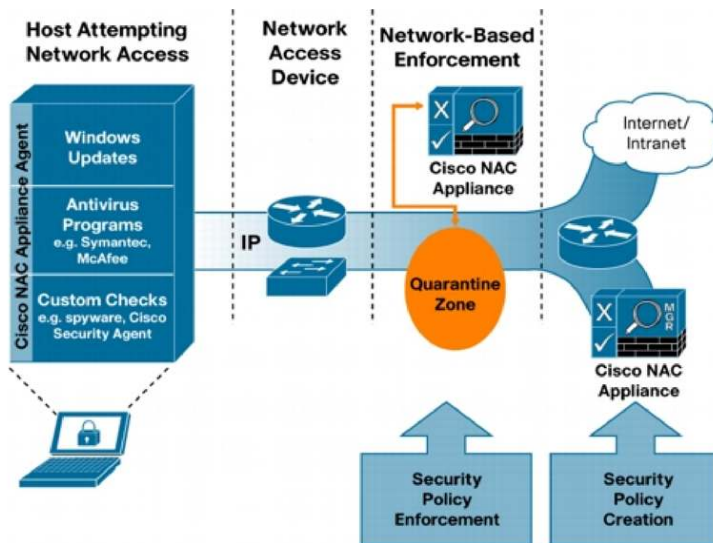 Host Attempting
Network Access
Network
Access
Device
Network-Based
Enforcement
Cisco NAC Appliance Agent
Windows
Updates
Antivirus
Programs
e.g. Symantec,
McAfee
Custom Checks
e.g. spyware, Cisco
Security Agent
IP
X
Cisco NAC
Appliance
Quarantine
Zone
Internet/
Intranet
X
MGR
Cisco NAC
Appliance
Security
Policy
Enforcement
Security
Policy
Creation